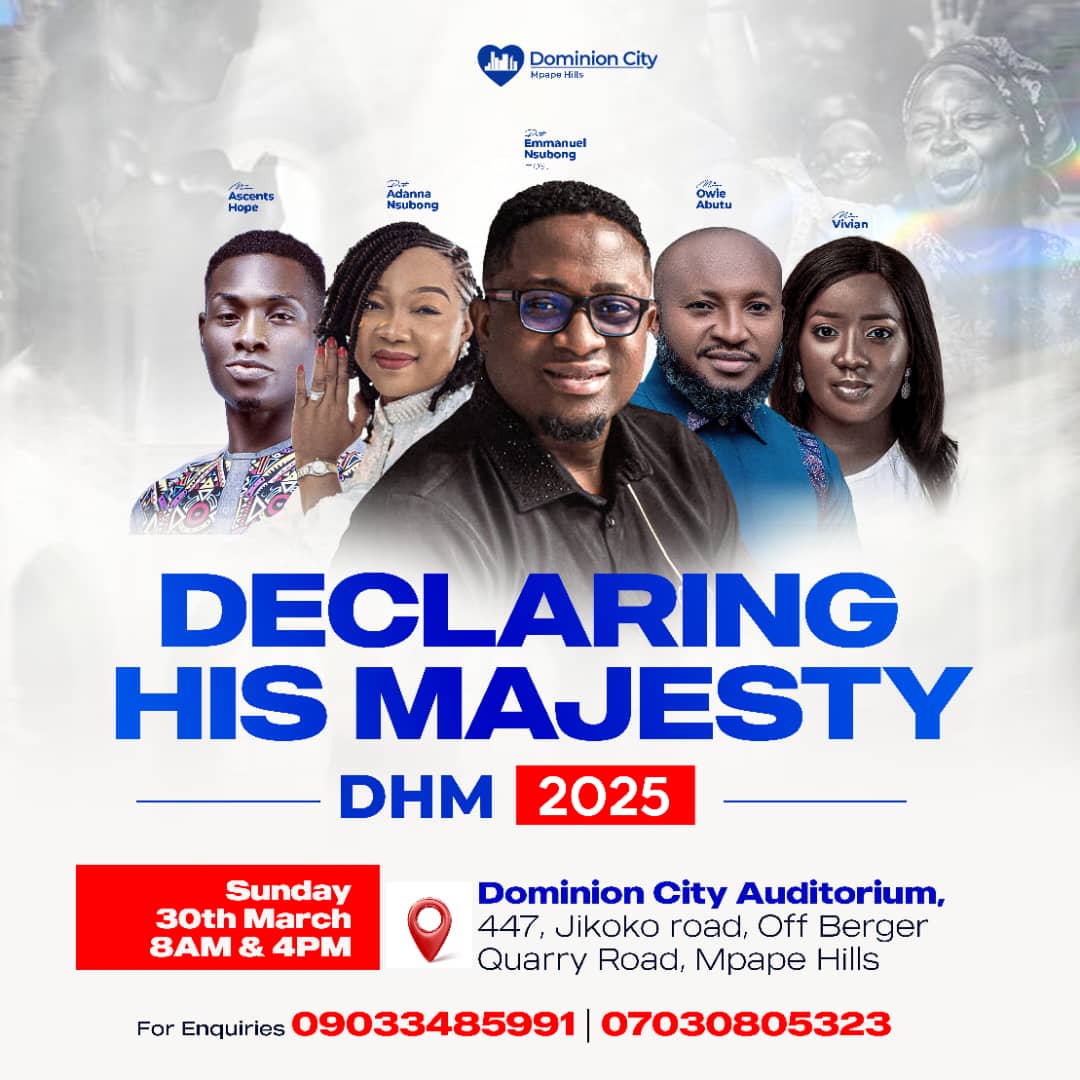 Dominion City
Mpape Hills
Emmanuel
Nsubong
Ascents
Hope
Adanna
Nsubong
Owie
Abutu
Vivian
DECLARING
HIS MAJESTY
DHM 2025
Sunday
30th March
8AM & 4PM
Dominion City Auditorium,
447, Jikoko road, Off Berger
Quarry Road, Mpape Hills
For Enquiries 09033485991 | 07030805323